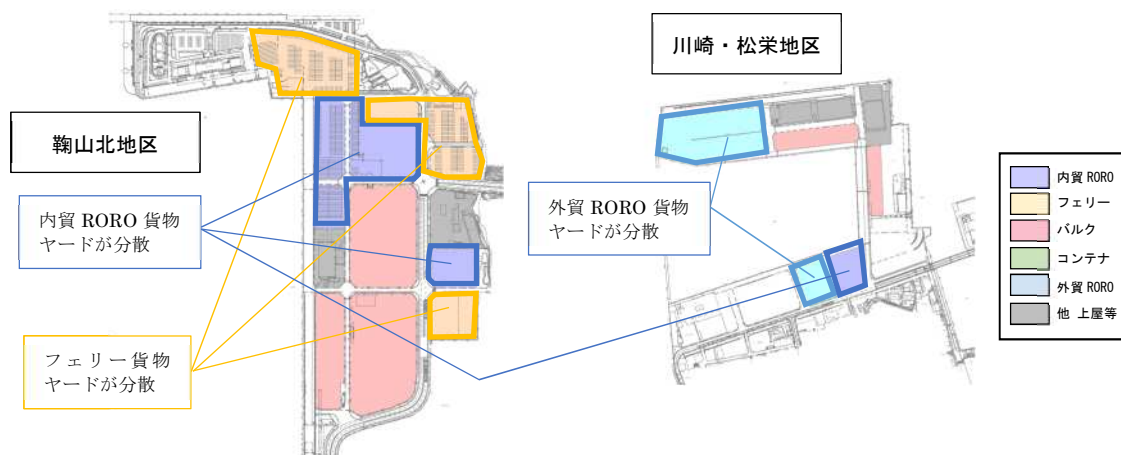 川崎・松栄地区
鞠山北地区
内貿 RORO 貨物
ヤードが分散
外貿 RORO 貨物
ヤードが分散
フェリー貨物
ヤードが分散
内貿 RORO
フェリー
バルク
コンテナ
外貿 RORO
他 上屋等